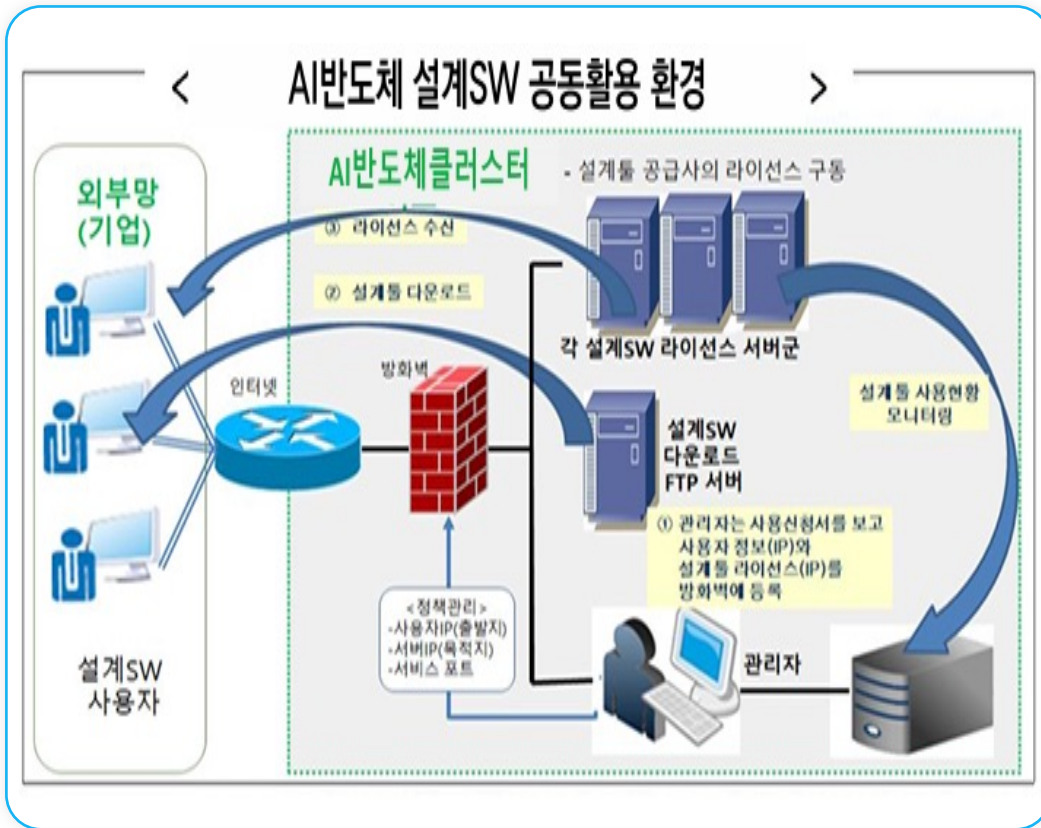 < AI반도체 설계SW 공동활용 환경 >
외부망
(기업)
AI반도체클러스터
- 설계툴 공급사의 라이선스 구동
③ 라이선스 수신
② 설계툴 다운로드
각 설계SW 라이선스 서버군
인터넷
방화벽
설계툴 사용현황
모니터링
설계SW
다운로드
FTP 서버
① 관리자는 사용신청서를 보고
사용자 정보(IP)와
설계툴 라이선스(IP)를
방화벽에 등록
<정책관리>
-사용자IP(출발지)
-서버IP(목적지)
-서비스 포트
관리자
설계SW
사용자